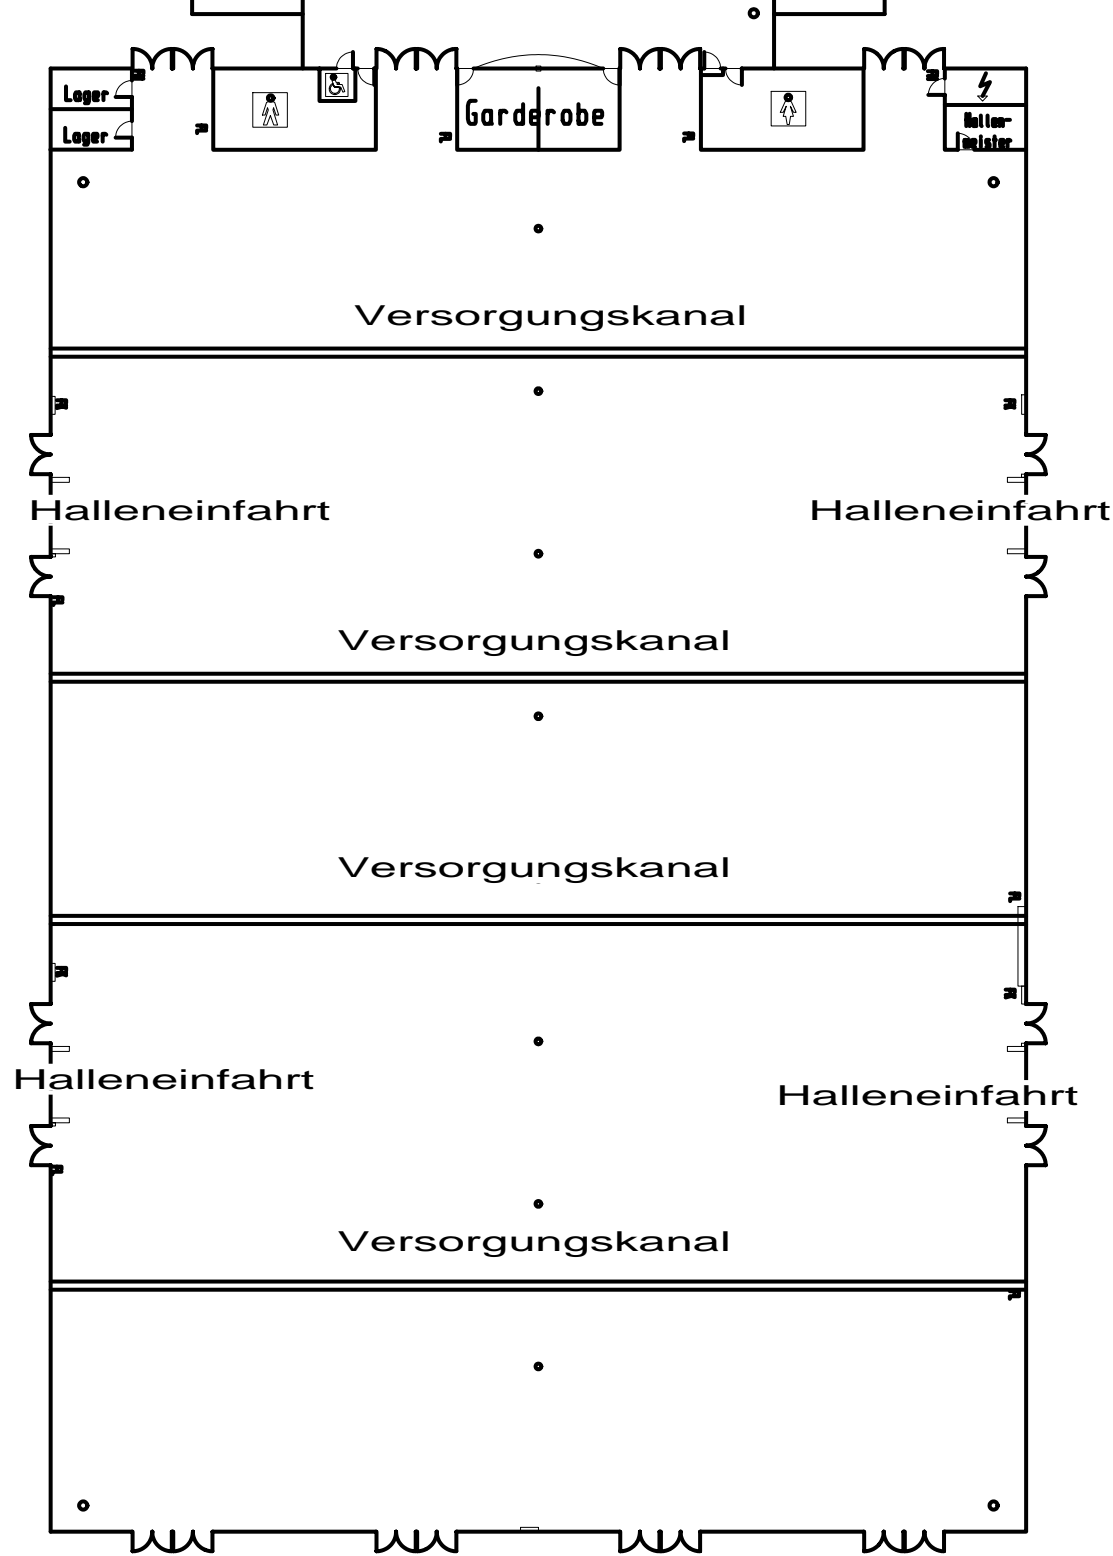 Lager
Lager
Garderobe
Hallen-
meister
Versorgungskanal
Halleneinfahrt
Halleneinfahrt
Versorgungskanal
Versorgungskanal
Halleneinfahrt
Halleneinfahrt
Versorgungskanal